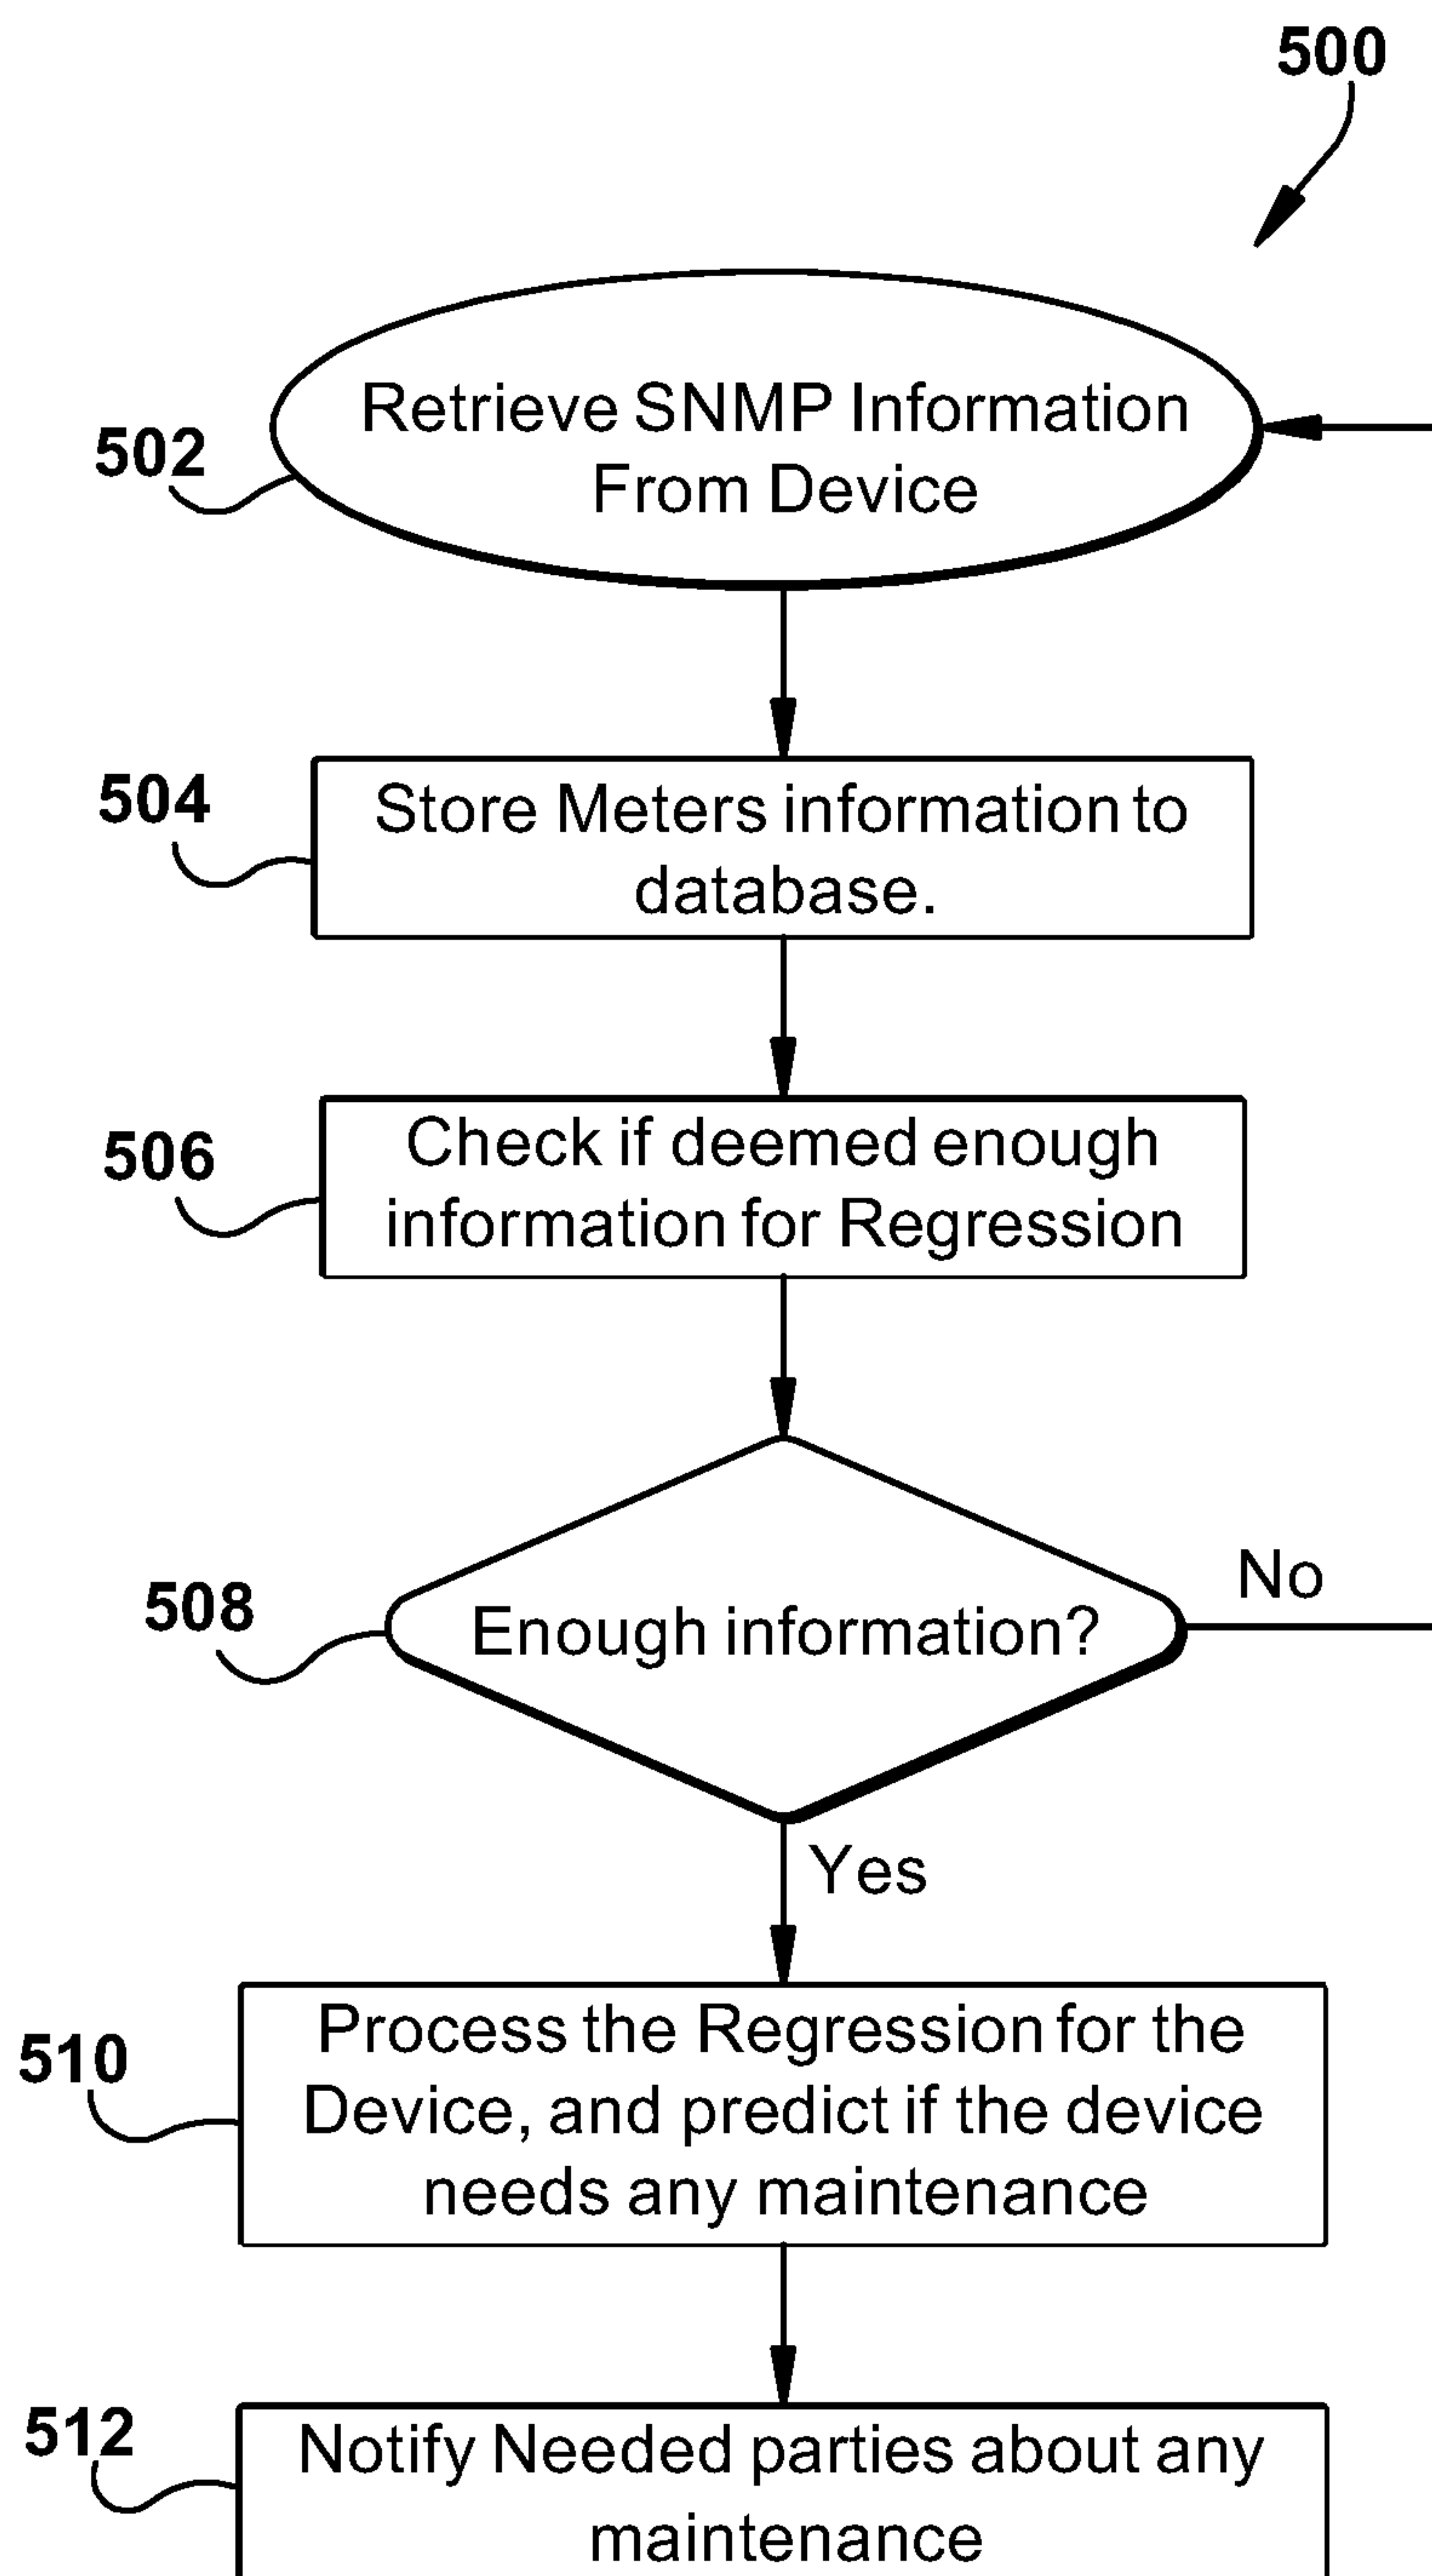 500
502
Retrieve SNMP Information
From Device
504
Store Meters information to
database.
506
Check if deemed enough
information for Regression
508
Enough information?
No
Yes
510
Process the Regression for the
Device, and predict if the device
needs any maintenance
512
Notify Needed parties about any
maintenance